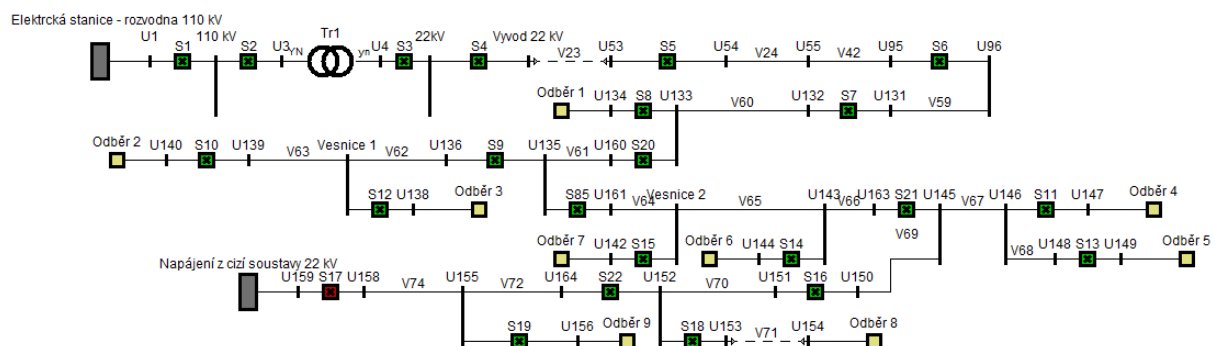 Elektrcká stanice - rozvodna 110 kV
U1 S1 110 kV S2 U3 YN Tr1 yn U4 S3 22kV S4 Vyvod 22 kV V23 U53 S5 U54 V24 U55 V42 U95 S6 U96
Odběr 1 U134 S8 U133 V60 U132 S7 U131 V59
Odběr 2 U140 S10 U139 V63 Vesnice 1 V62 U136 S9 U135 V61 U160 S20
S12 U138 Odběr 3 S85 U161 V64 Vesnice 2 V65 U143 V66 U163 S21 U145 V67 U146 S11 U147 Odběr 4
Odběr 7 U142 S15 Odběr 6 U144 S14 V69 V68 U148 S13 U149 Odběr 5
Napájení z cizí soustavy 22 kV
U159 S17 U158 V74 U155 V72 U164 S22 U152 V70 U151 S16 U150
S19 U156 Odběr 9 S18 U153 V71 U154 Odběr 8